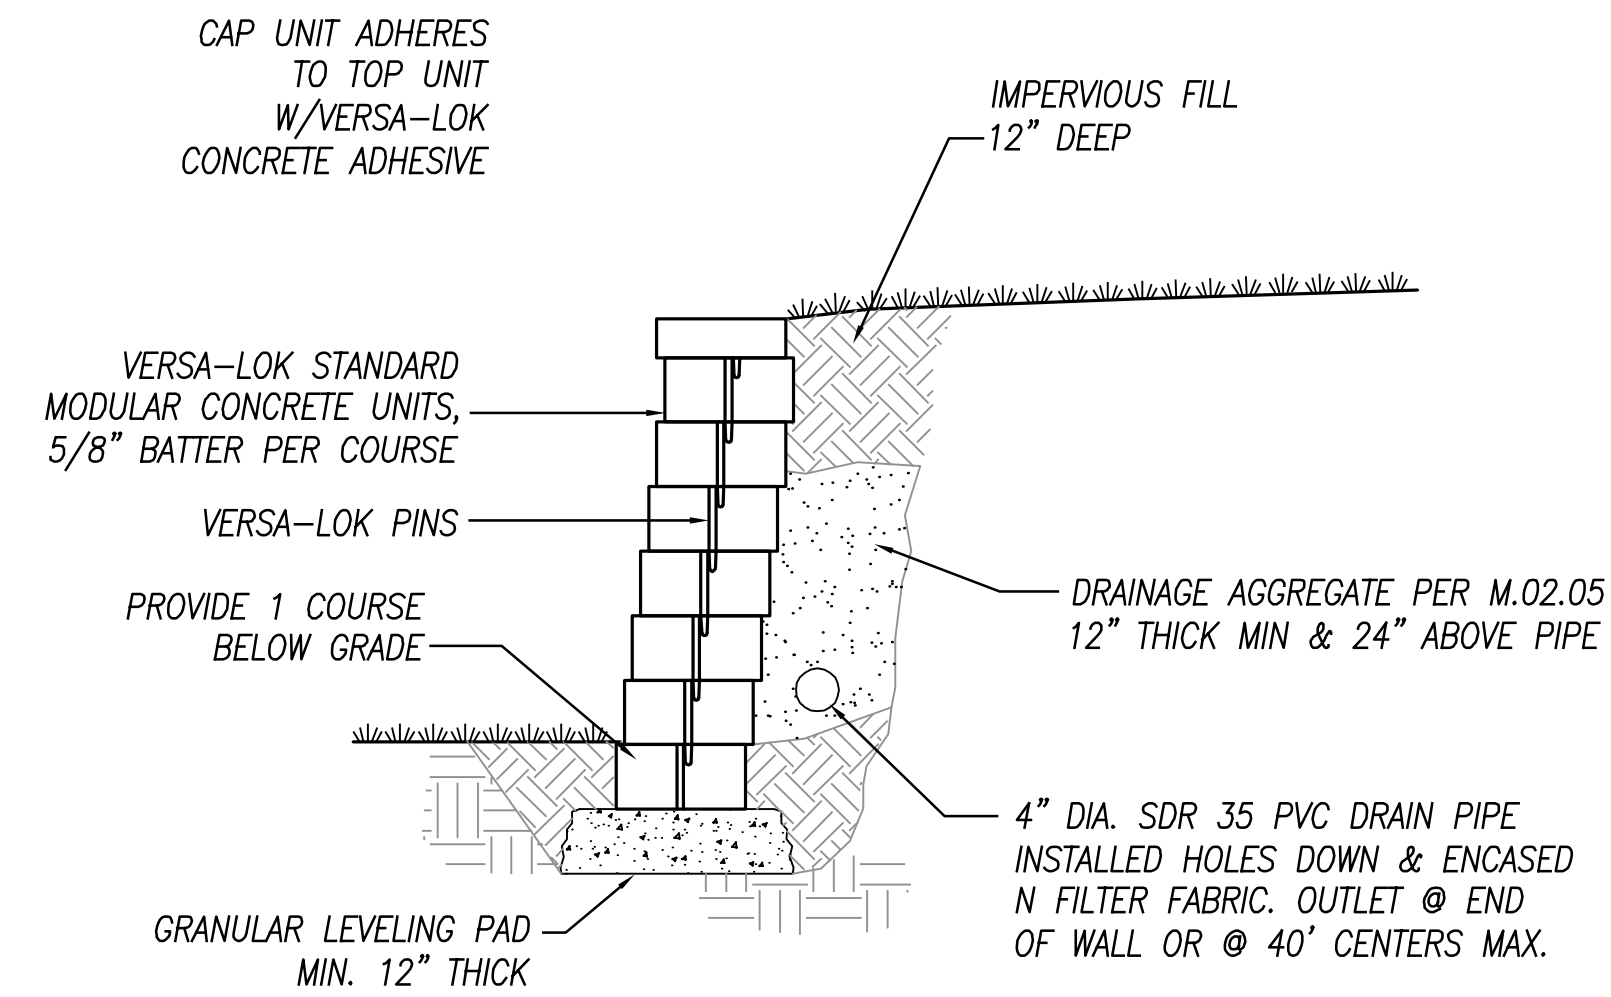 CAP UNIT ADHERES
TO TOP UNIT
W/VERSA-LOK
CONCRETE ADHESIVE
IMPERVIOUS FILL
12" DEEP
VERSA-LOK STANDARD
MODULAR CONCRETE UNITS,
5/8" BATTER PER COURSE
VERSA-LOK PINS
PROVIDE 1 COURSE
BELOW GRADE
DRAINAGE AGGREGATE PER M.02.05
12" THICK MIN & 24" ABOVE PIPE
4" DIA. SDR 35 PVC DRAIN PIPE
INSTALLED HOLES DOWN & ENCASED
N FILTER FABRIC. OUTLET @ END
OF WALL OR @ 40' CENTERS MAX.
GRANULAR LEVELING PAD
MIN. 12" THICK